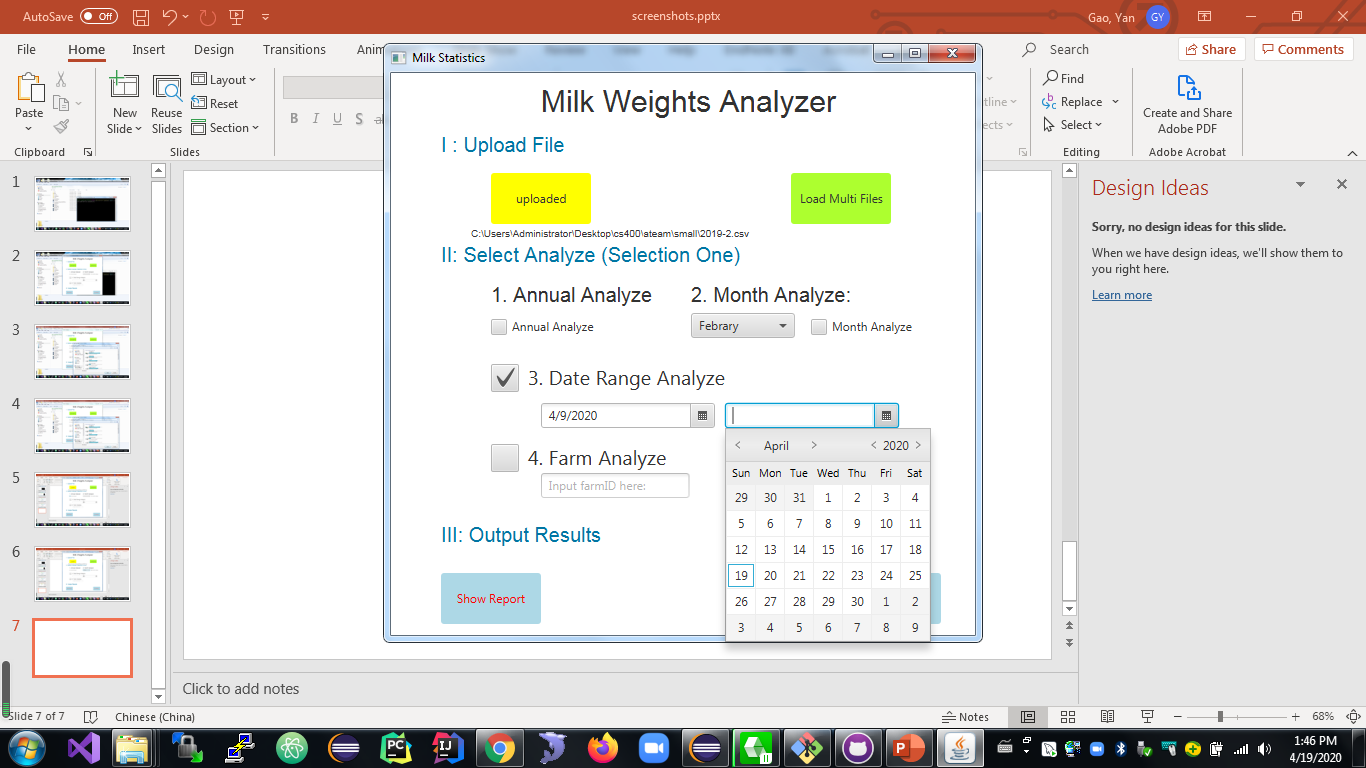 AutoSave Off
screenshots.pptx
Gao, Yan GY
File Home Insert Design Transitions
Search
Share
Comments
Paste
New
Slide
Reuse
Slides
Layout
Reset
Section
B I U S
Find
Replace
Select
Create and Share
Adobe PDF
Clipboard
Slides
Editing
Adobe Acrobat
1
2
3
4
5
6
7
Milk Statistics
Milk Weights Analyzer
I : Upload File
uploaded
Load Multi Files
C:\Users\Administrator\Desktop\cs400\ateam\small\2019-2.csv
II: Select Analyze (Selection One)
1. Annual Analyze
2. Month Analyze:
Annual Analyze
Febrary
Month Analyze
3. Date Range Analyze
4/9/2020
4. Farm Analyze
Input farmID here:
April 2020
Sun Mon Tue Wed Thu Fri Sat
29 30 31 1 2 3 4
5 6 7 8 9 10 11
12 13 14 15 16 17 18
19 20 21 22 23 24 25
26 27 28 29 30 1 2
3 4 5 6 7 8 9
III: Output Results
Show Report
Design Ideas
Sorry, no design ideas for this slide.
When we have design ideas, we'll show them to
you right here.
Learn more
Click to add notes
Slide 7 of 7
Chinese (China)
Notes
68%
PC
IJ
1:46 PM
4/19/2020